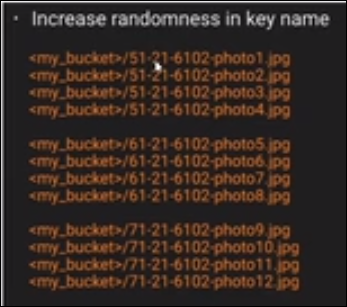 · Increase randomness in key name
<my_bucket>/51-21-6102-photo1.jpg
<my_bucket>/51-21-6102-photo2.jpg
<my_bucket>/51-21-6102-photo3.jpg
<my_bucket>/51-21-6102-photo4.jpg
<my_bucket>/61-21-6102-photo5.jpg
<my_bucket>/61-21-6102-photo6.jpg
<my_bucket>/61-21-6102-photo7.jpg
<my_bucket>/61-21-6102-photo8.jpg
<my_bucket>/71-21-6102-photo9.jpg
<my_bucket>/71-21-6102-photo10.jpg
<my_bucket>/71-21-6102-photo11.jpg
<my_bucket>/71-21-6102-photo12.jpg